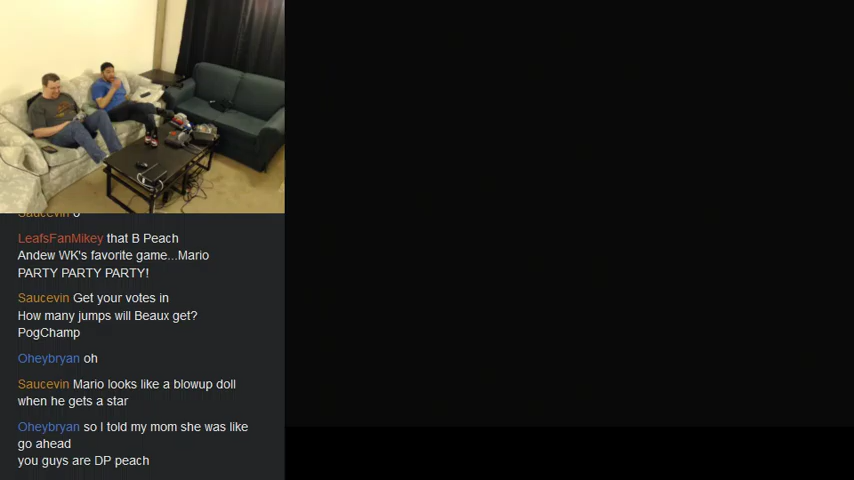 Saucevin o
LeafsFanMikey that B Peach
Andew WK's favorite game...Mario
PARTY PARTY PARTY!
Saucevin Get your votes in
How many jumps will Beaux get?
PogChamp
Oheybryan oh
Saucevin Mario looks like a blowup doll
when he gets a star
Oheybryan so I told my mom she was like
go ahead
you guys are DP peach